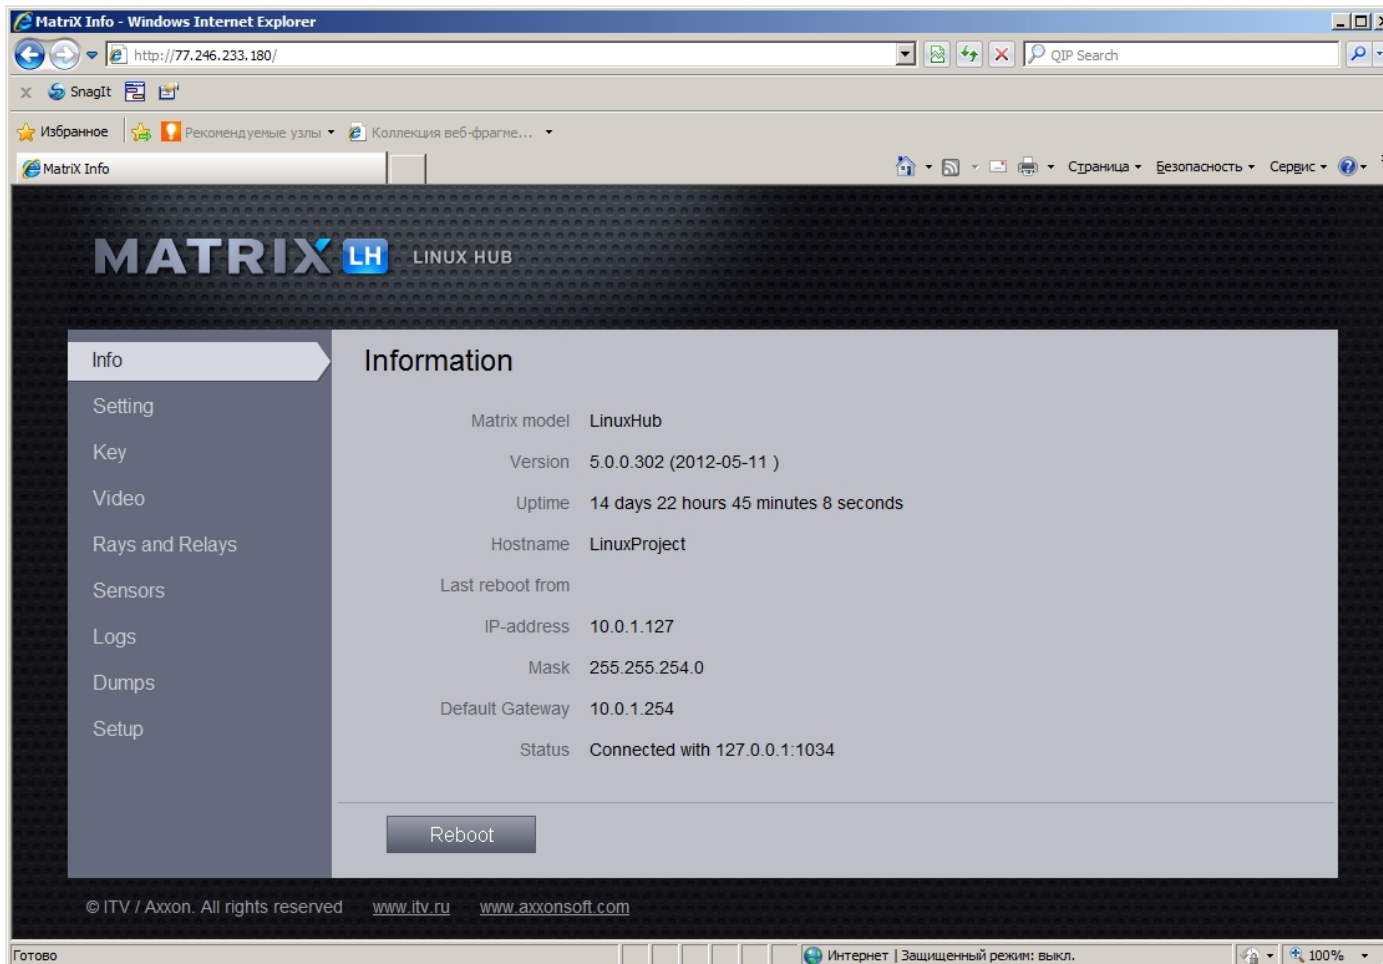 MatriX Info - Windows Internet Explorer
http://77.246.233.180/
QIP Search
x SnagIt
Избранное Рекомендуемые узлы Коллекция веб-фрагме...
MatriX Info
Страница Безопасность Сервис
MATRIX LH LINUX HUB
Info
Information
Setting
Matrix model LinuxHub
Key
Version 5.0.0.302 (2012-05-11 )
Video
Uptime 14 days 22 hours 45 minutes 8 seconds
Rays and Relays
Hostname LinuxProject
Sensors
Last reboot from
Logs
IP-address 10.0.1.127
Mask 255.255.254.0
Dumps
Default Gateway 10.0.1.254
Setup
Status Connected with 127.0.0.1:1034
Reboot
© ITV / Axxon. All rights reserved www.itv.ru www.axxonsoft.com
Готово
Интернет | Защищенный режим: выкл.
100%